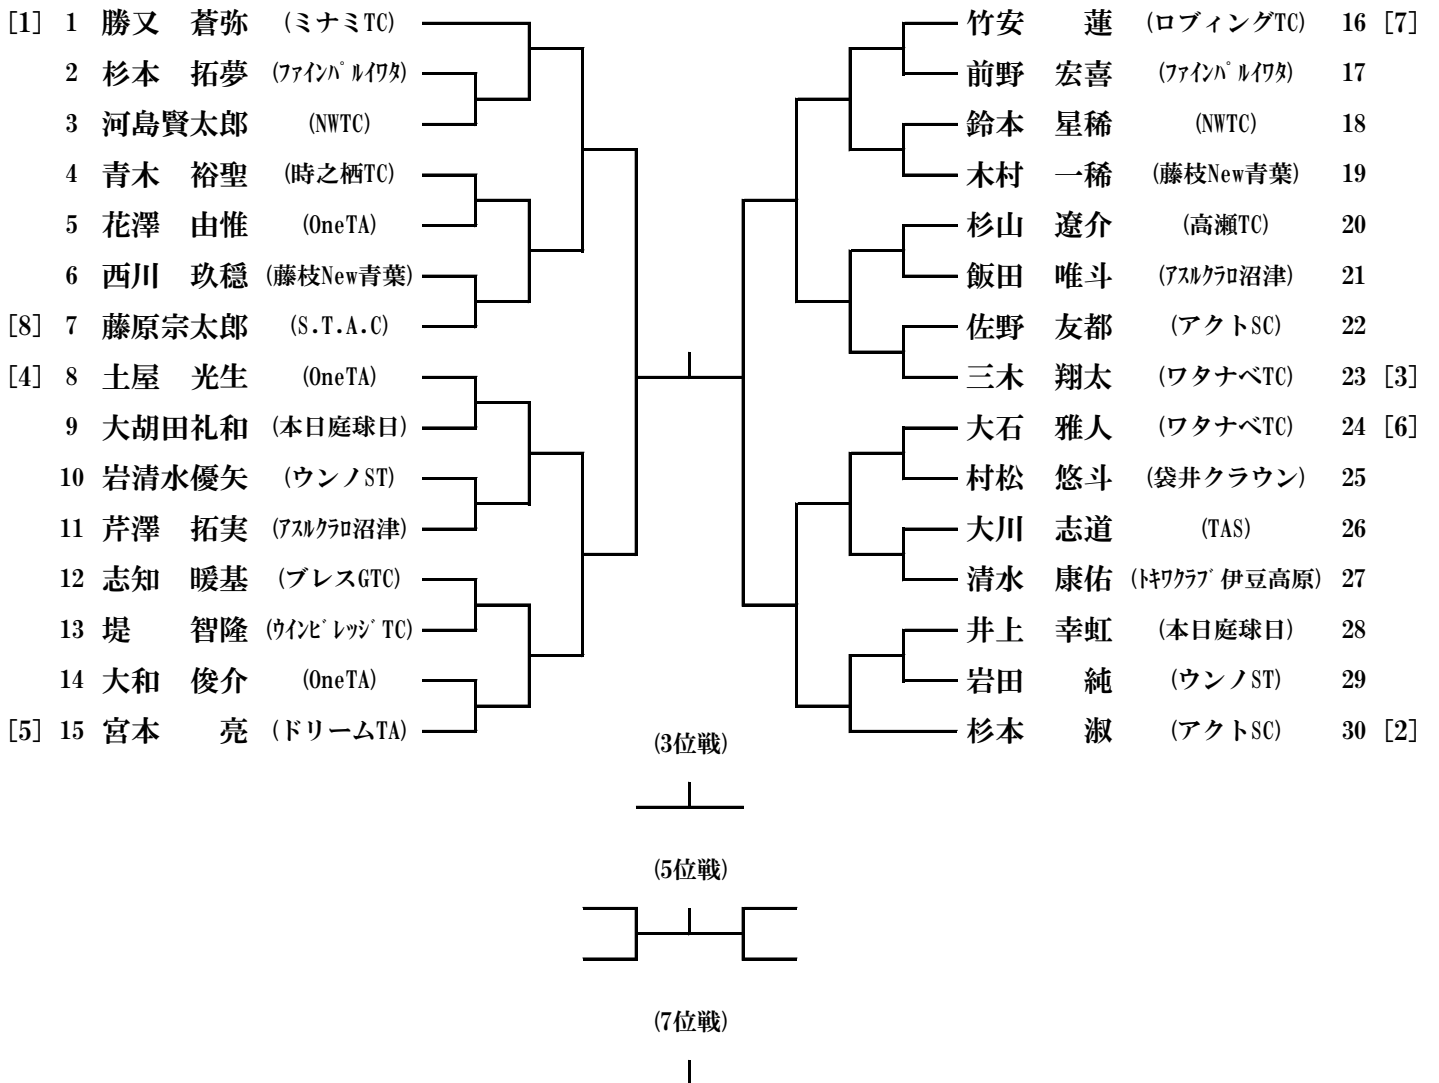 [1] 1 勝又 蒼弥 (ミナミTC)
2 杉本 拓夢 (ﾌｧｲﾝﾊﾟﾙｲﾜﾀ)
3 河島賢太郎 (NWTC)
4 青木 裕聖 (時之栖TC)
5 花澤 由惟 (OneTA)
6 西川 玖穏 (藤枝New青葉)
[8] 7 藤原宗太郎 (S.T.A.C)
[4] 8 土屋 光生 (OneTA)
9 大胡田礼和 (本日庭球日)
10 岩清水優矢 (ウンノST)
11 芹澤 拓実 (ｱｽﾙｸﾗﾛ沼津)
12 志知 暖基 (ブレスGTC)
13 堤 智隆 (ｳｲﾝﾋﾞﾚｯｼﾞTC)
14 大和 俊介 (OneTA)
[5] 15 宮本 亮 (ドリームTA)
竹安 蓮 (ロブィングTC) 16 [7]
前野 宏喜 (ﾌｧｲﾝﾊﾟﾙｲﾜﾀ) 17
鈴木 星稀 (NWTC) 18
木村 一稀 (藤枝New青葉) 19
杉山 遼介 (高瀬TC) 20
飯田 唯斗 (ｱｽﾙｸﾗﾛ沼津) 21
佐野 友都 (アクトSC) 22
三木 翔太 (ワタナベTC) 23 [3]
大石 雅人 (ワタナベTC) 24 [6]
村松 悠斗 (袋井クラウン) 25
大川 志道 (TAS) 26
清水 康佑 (ﾄｷﾜｸﾗﾌﾞ伊豆高原) 27
井上 幸虹 (本日庭球日) 28
岩田 純 (ウンノST) 29
杉本 淑 (アクトSC) 30 [2]
(3位戦)
(5位戦)
(7位戦)